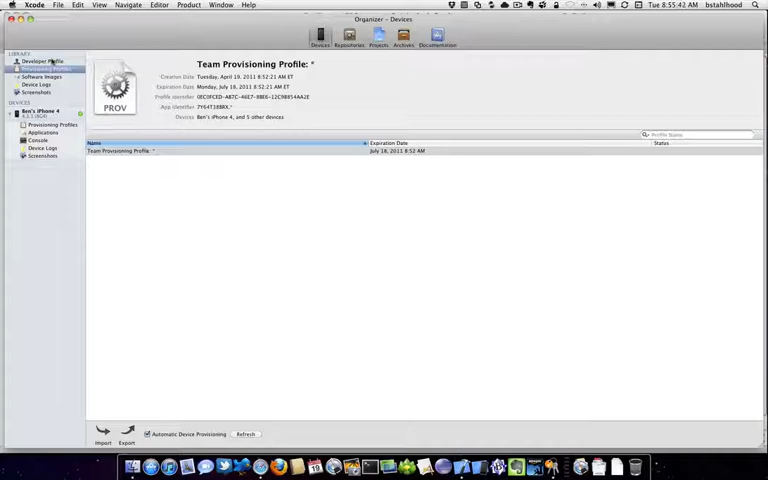 Xcode File Edit View Navigate Editor Product Window Help Tue 8:55:42 AM bstahlhood
Organizer - Devices
Devices Repositories Projects Archives Documentation
LIBRARY
Developer Profile
Provisioning Profiles
Software Images
Device Logs
Screenshots
DEVICES
Ben's iPhone 4
Provisioning Profiles
Applications
Console
Device Logs
Screenshots
PROV
Team Provisioning Profile: *
Creation Date Tuesday, April 19, 2011 8:52:21 AM ET
Expiration Date Monday, July 18, 2011 8:52:21 AM ET
Profile Identifier
App Identifier
Devices Ben's iPhone 4, and 5 other devices
Profile Name
Name Expiration Date Status
Team Provisioning Profile: * July 18, 2011 8:52 AM
Import Export Automatic Device Provisioning Refresh
19